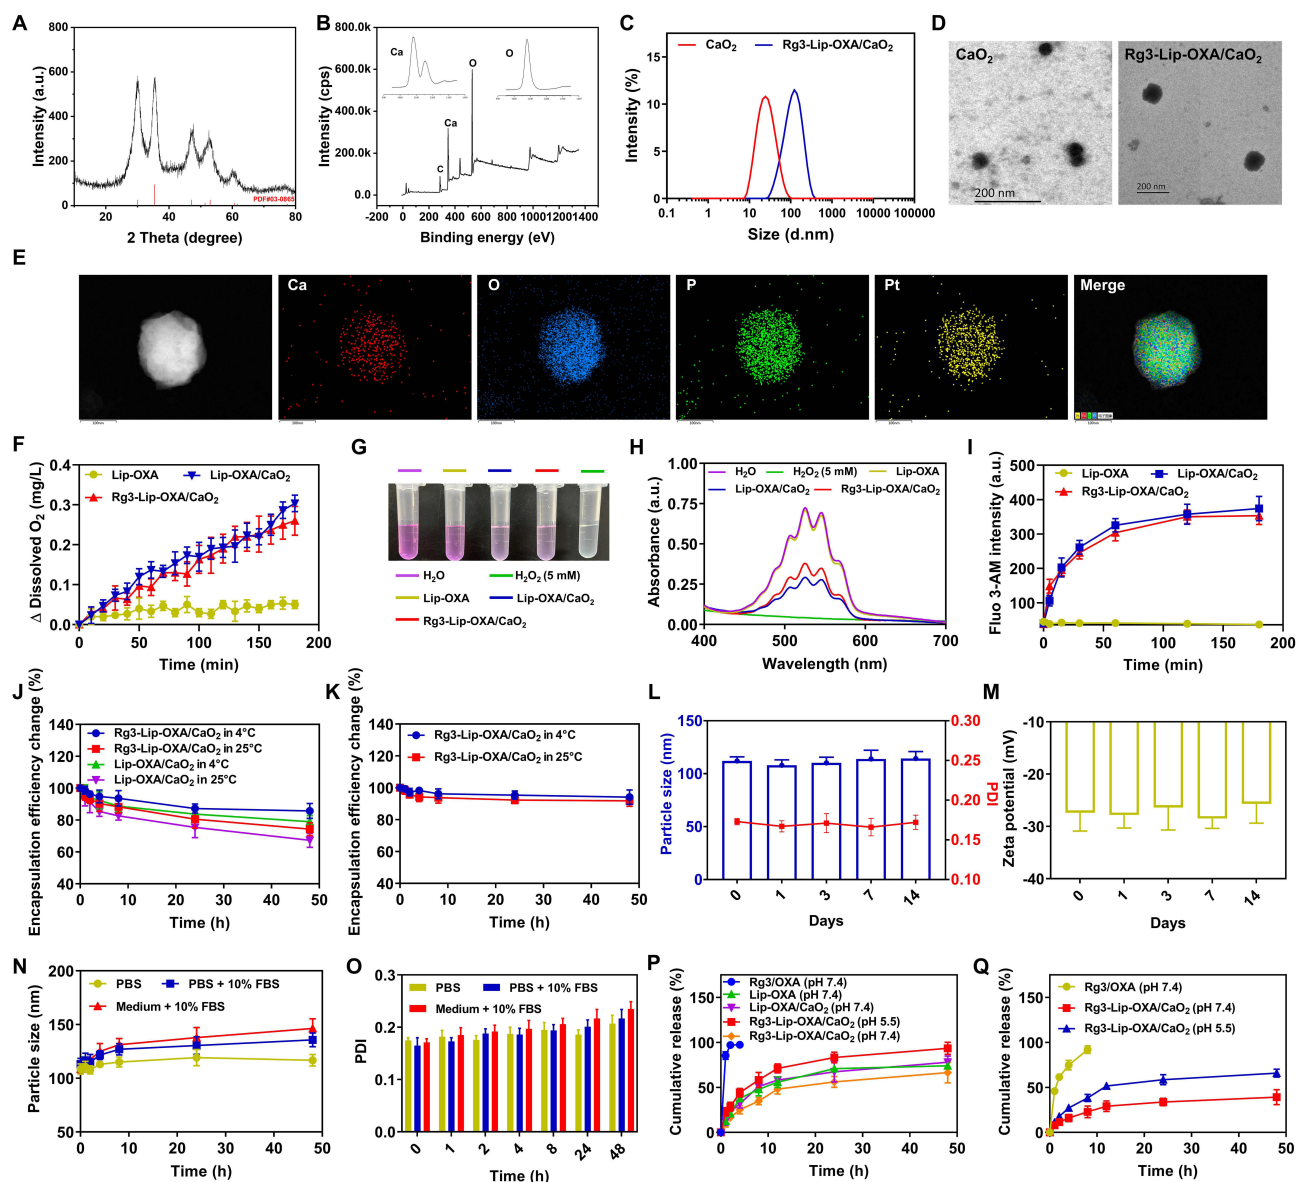 A
Intensity (a.u.)
800
600
400
200
0
20
40
60
80
PDF#03-0865
2 Theta (degree)
B
Intensity (cps)
800.0k
600.0k
400.0k
200.0k
0.0
-200
0
200
400
600
800
1000
1200
1400
Ca
O
O
Ca
C
Binding energy (eV)
C
CaO₂
Rg3-Lip-OXA/CaO₂
Intensity (%)
15
10
5
0
0.1
1
10
100
1000
10000
100000
Size (d.nm)
D
CaO₂
200 nm
Rg3-Lip-OXA/CaO₂
200 nm
E
Ca
O
P
Pt
Merge
100nm
100nm
100nm
100nm
100nm
100nm
F
Lip-OXA
Lip-OXA/CaO₂
Rg3-Lip-OXA/CaO₂
Δ Dissolved O₂ (mg/L)
0.4
0.3
0.2
0.1
0.0
0
50
100
150
200
Time (min)
G
H₂O
H₂O₂ (5 mM)
Lip-OXA
Lip-OXA/CaO₂
Rg3-Lip-OXA/CaO₂
H
H₂O
H₂O₂ (5 mM)
Lip-OXA
Lip-OXA/CaO₂
Rg3-Lip-OXA/CaO₂
Absorbance (a.u.)
1.00
0.75
0.50
0.25
0.00
400
500
600
700
Wavelength (nm)
I
Lip-OXA
Lip-OXA/CaO₂
Rg3-Lip-OXA/CaO₂
Fluo 3-AM intensity (a.u.)
500
400
300
200
100
0
50
100
150
200
Time (min)
J
Encapsulation efficiency change (%)
140
120
100
80
60
40
Rg3-Lip-OXA/CaO₂ in 4°C
Rg3-Lip-OXA/CaO₂ in 25°C
Lip-OXA/CaO₂ in 4°C
Lip-OXA/CaO₂ in 25°C
0
10
20
30
40
50
Time (h)
K
Encapsulation efficiency change (%)
140
120
100
80
60
40
Rg3-Lip-OXA/CaO₂ in 4°C
Rg3-Lip-OXA/CaO₂ in 25°C
0
10
20
30
40
50
Time (h)
L
Particle size (nm)
150
100
50
0
0.30
0.25
0.20
0.15
0.10
PDI
0
1
3
7
14
Days
M
Zeta potential (mV)
-10
-20
-30
-40
0
1
3
7
14
Days
N
PBS
PBS + 10% FBS
Medium + 10% FBS
Particle size (nm)
200
150
100
50
0
10
20
30
40
50
Time (h)
O
PBS
PBS + 10% FBS
Medium + 10% FBS
PDI
0.3
0.2
0.1
0.0
0
1
2
4
8
24
48
Time (h)
P
Rg3/OXA (pH 7.4)
Lip-OXA (pH 7.4)
Lip-OXA/CaO₂ (pH 7.4)
Rg3-Lip-OXA/CaO₂ (pH 5.5)
Rg3-Lip-OXA/CaO₂ (pH 7.4)
Cumulative release (%)
150
100
50
0
0
10
20
30
40
50
Time (h)
Q
Rg3/OXA (pH 7.4)
Rg3-Lip-OXA/CaO₂ (pH 7.4)
Rg3-Lip-OXA/CaO₂ (pH 5.5)
Cumulative release (%)
150
100
50
0
0
10
20
30
40
50
Time (h)